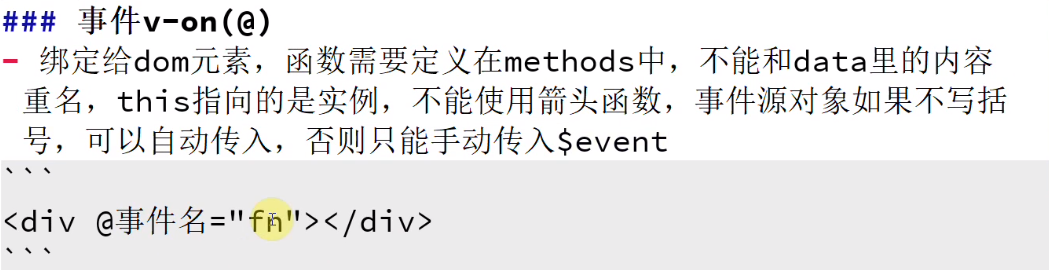 ### 事件v-on(@)
- 绑定给dom元素，函数需要定义在methods中，不能和data里的内容
重名，this指向的是实例，不能使用箭头函数，事件源对象如果不写括
号，可以自动传入，否则只能手动传入$event
```
<div @事件名="fn"></div>
```